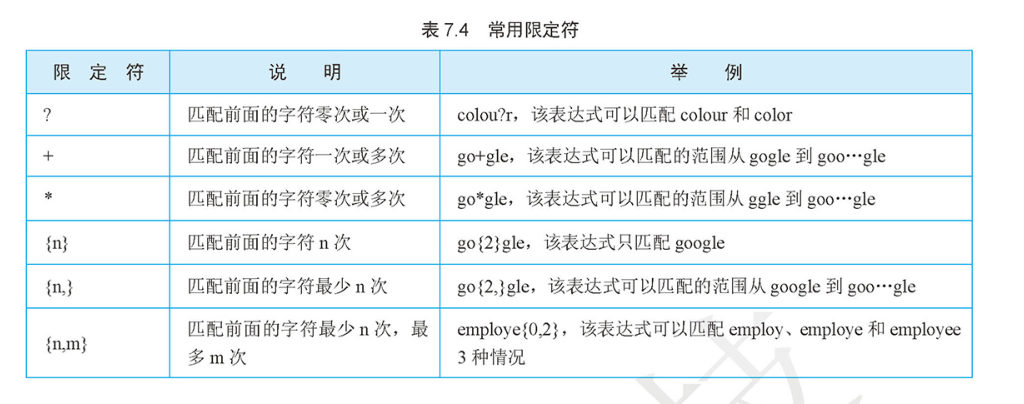 表 7.4 常用限定符
限 定 符 说 明 举 例
? 匹配前面的字符零次或一次 colou?r，该表达式可以匹配 colour 和 color
+ 匹配前面的字符一次或多次 go+gle，该表达式可以匹配的范围从 gogle 到 goo…gle
* 匹配前面的字符零次或多次 go*gle，该表达式可以匹配的范围从 ggle 到 goo…gle
{n} 匹配前面的字符 n 次 go{2}gle，该表达式只匹配 google
{n,} 匹配前面的字符最少 n 次 go{2,}gle，该表达式可以匹配的范围从 google 到 goo…gle
{n,m} 匹配前面的字符最少 n 次，最 employe{0,2}，该表达式可以匹配 employ、employe 和 employee
多 m 次 3 种情况